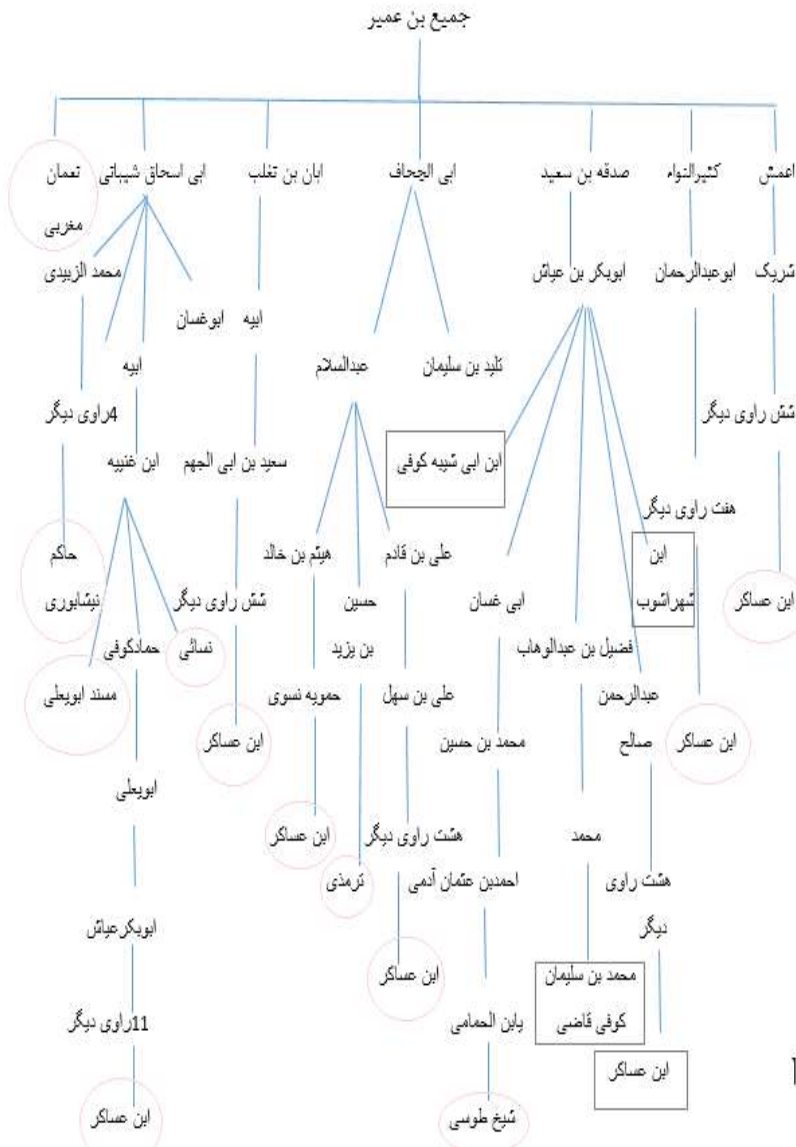 جمیع بن عمیر
اعمش
کثیرالنواء
صدقه بن سعید
ابی الجحاف
ابان بن تغلب
ابی اسحاق شیبانی
نعمان
مغربی
شریک
ابوعبدالرحمان
ابوبکر بن عیاش
محمد الزبیدی
ابوغسان
ابیه
ابیه
تلید بن سلیمان
عبدالسلام
شش راوی دیگر
4راوی دیگر
ابن ابی شیبه کوفی
سعید بن ابی الجهم
ابن غنییه
هفت راوی دیگر
ابن
شهراشوب
علی بن قادم
هیثم بن خالد
حاکم
نیشابوری
ابن عساکر
ابی غسان
حسین
بن یزید
شش راوی دیگر
فضیل بن عبدالوهاب
نسائی
حمادکوفی
مسند ابویعلی
عبدالرحمن
صالح
علی بن سهل
حمویه نسوی
ابن عساکر
محمد بن حسین
ابن عساکر
ابویعلی
محمد
هشت راوی دیگر
ابن عساکر
هشت راوی
دیگر
احمدبن عثمان آدمی
ترمذی
ابوبکرعیاش
محمد بن سلیمان
کوفی قاضی
ابن عساکر
یابن الحمامی
11راوی دیگر
ابن عساکر
شیخ طوسی
ابن عساکر